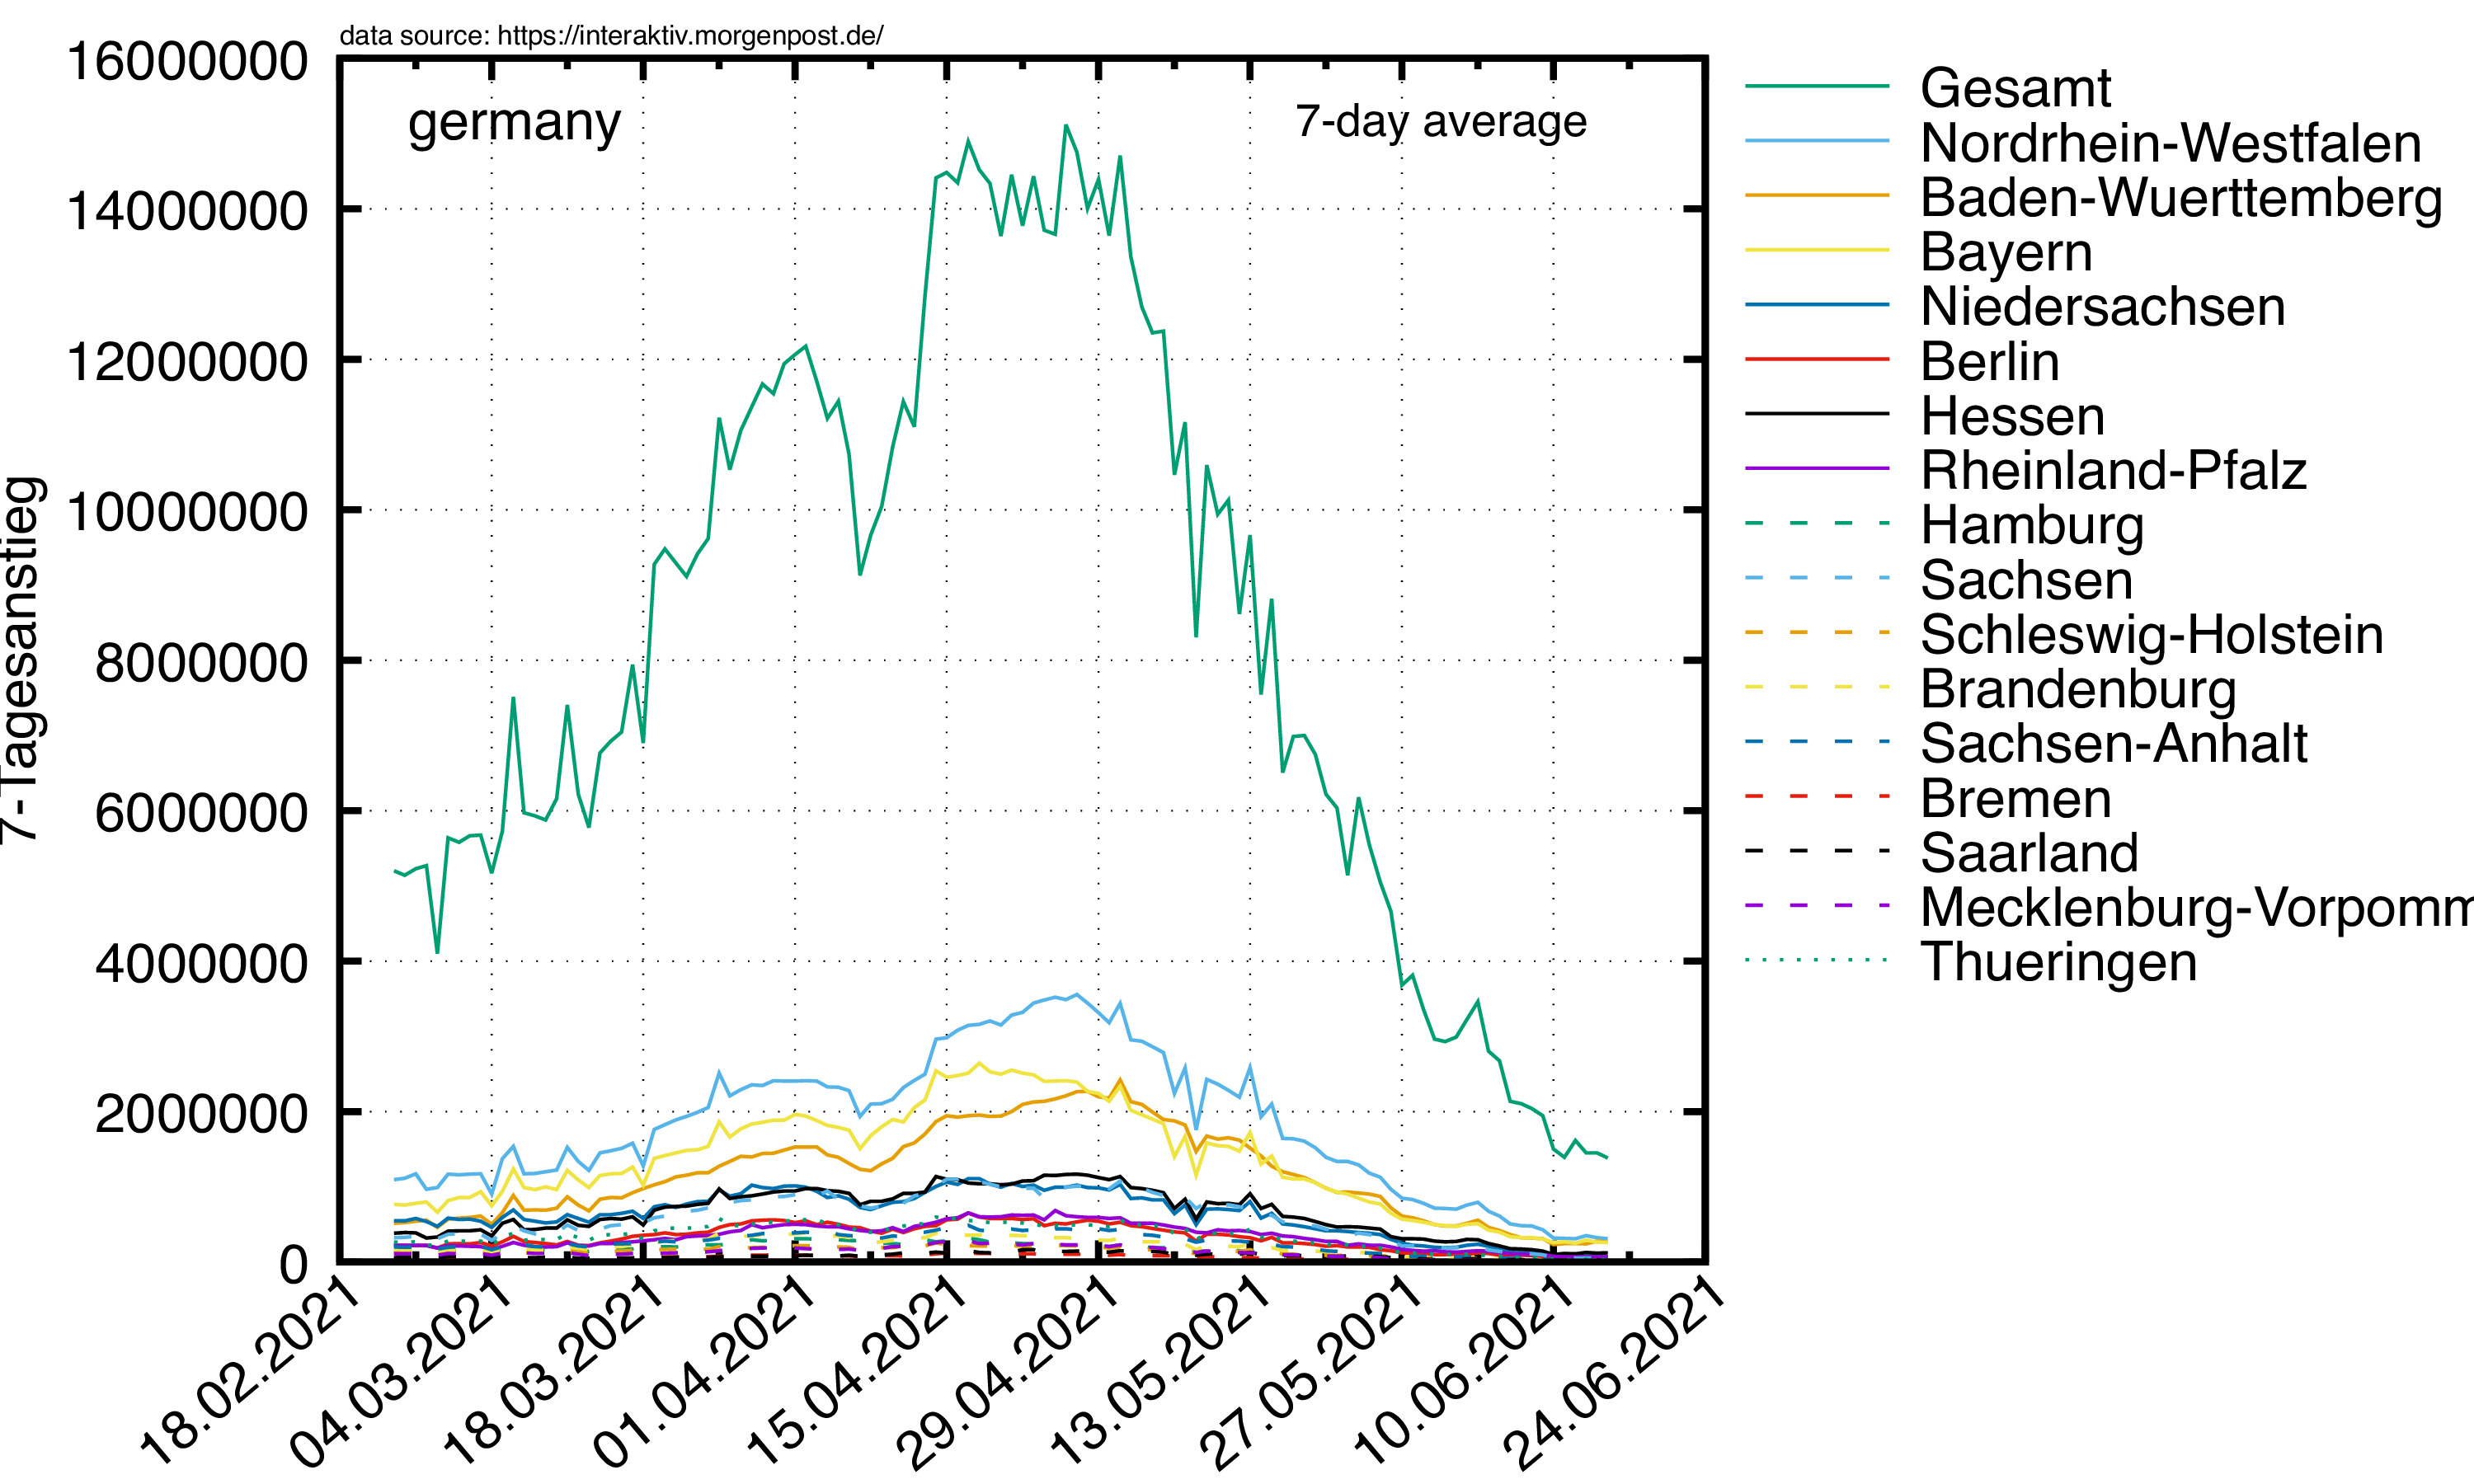 data source: https://interaktiv.morgenpost.de/
germany
7-day average
7-Tagesanstieg
16000000
14000000
12000000
10000000
8000000
6000000
4000000
2000000
0
18.02.2021
04.03.2021
18.03.2021
01.04.2021
15.04.2021
29.04.2021
13.05.2021
27.05.2021
10.06.2021
24.06.2021
Gesamt
Nordrhein-Westfalen
Baden-Wuerttemberg
Bayern
Niedersachsen
Berlin
Hessen
Rheinland-Pfalz
Hamburg
Sachsen
Schleswig-Holstein
Brandenburg
Sachsen-Anhalt
Bremen
Saarland
Mecklenburg-Vorpomm
Thueringen